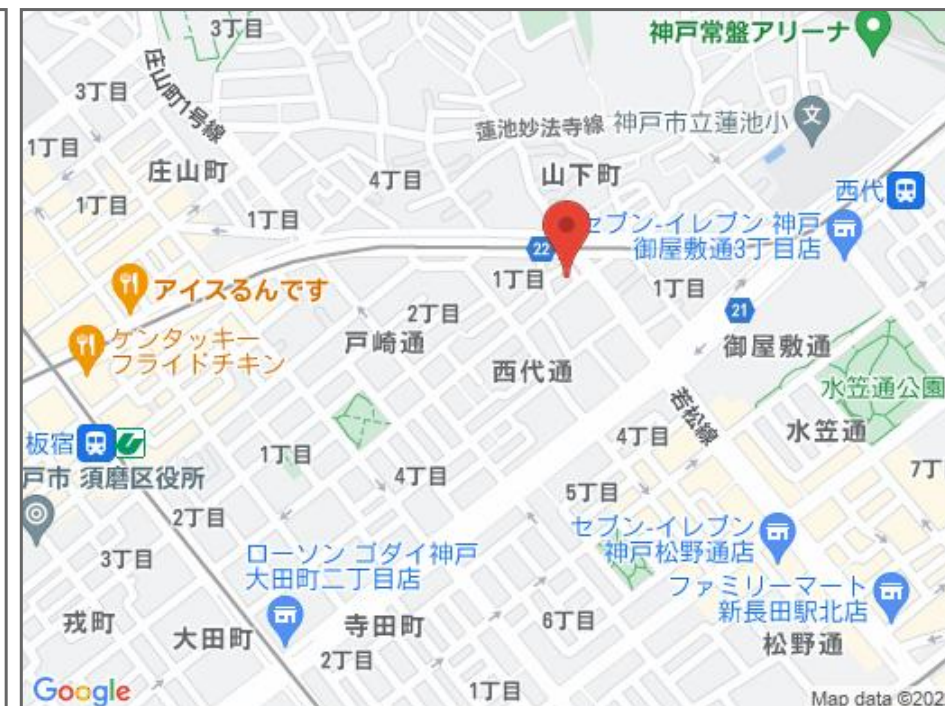 3丁目
神戸常盤アリーナ
庄山町1号線
3丁目
蓮池妙法寺線
神戸市立蓮池小
文
1丁目
庄山町
4丁目
山下町
西代
1丁目
1丁目
セブン-イレブン 神戸
御屋敷通3丁目店
22
1丁目
1丁目
アイスるんです
2丁目
21
ケンタッキー
フライドチキン
戸崎通
西代通
御屋敷通
水笠通公園
若松線
4丁目
水笠通
板宿
1丁目
7丁
戸市 須磨区役所
4丁目
5丁目
2丁目
セブン-イレブン
神戸松野通店
ローソン ゴダイ神戸
大田町二丁目店
3丁目
ファミリーマート
新長田駅北店
戎町
大田町
寺田町
6丁目
松野通
2丁目
Google
1丁目
Map data ©202